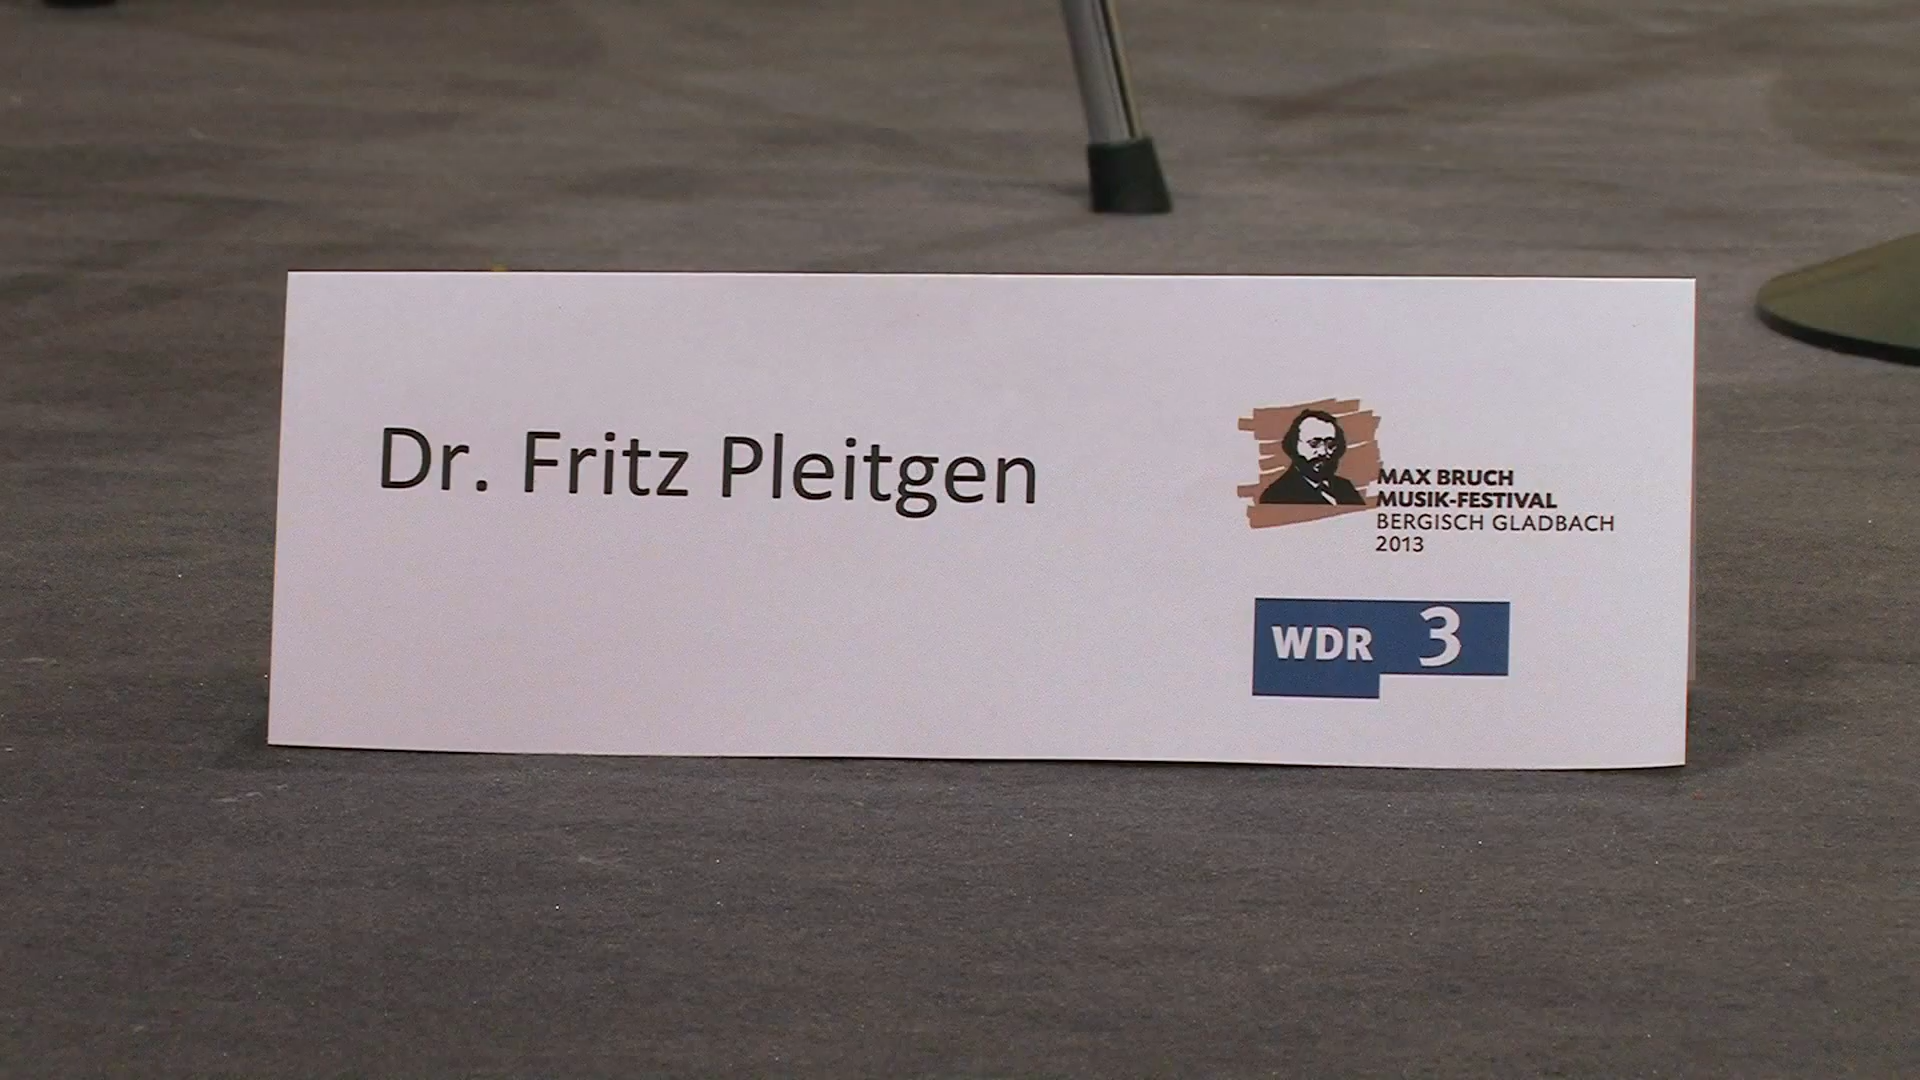 Dr. Fritz Pleitgen
MAX BRUCH
MUSIK-FESTIVAL
BERGISCH GLADBACH
2013
WDR 3